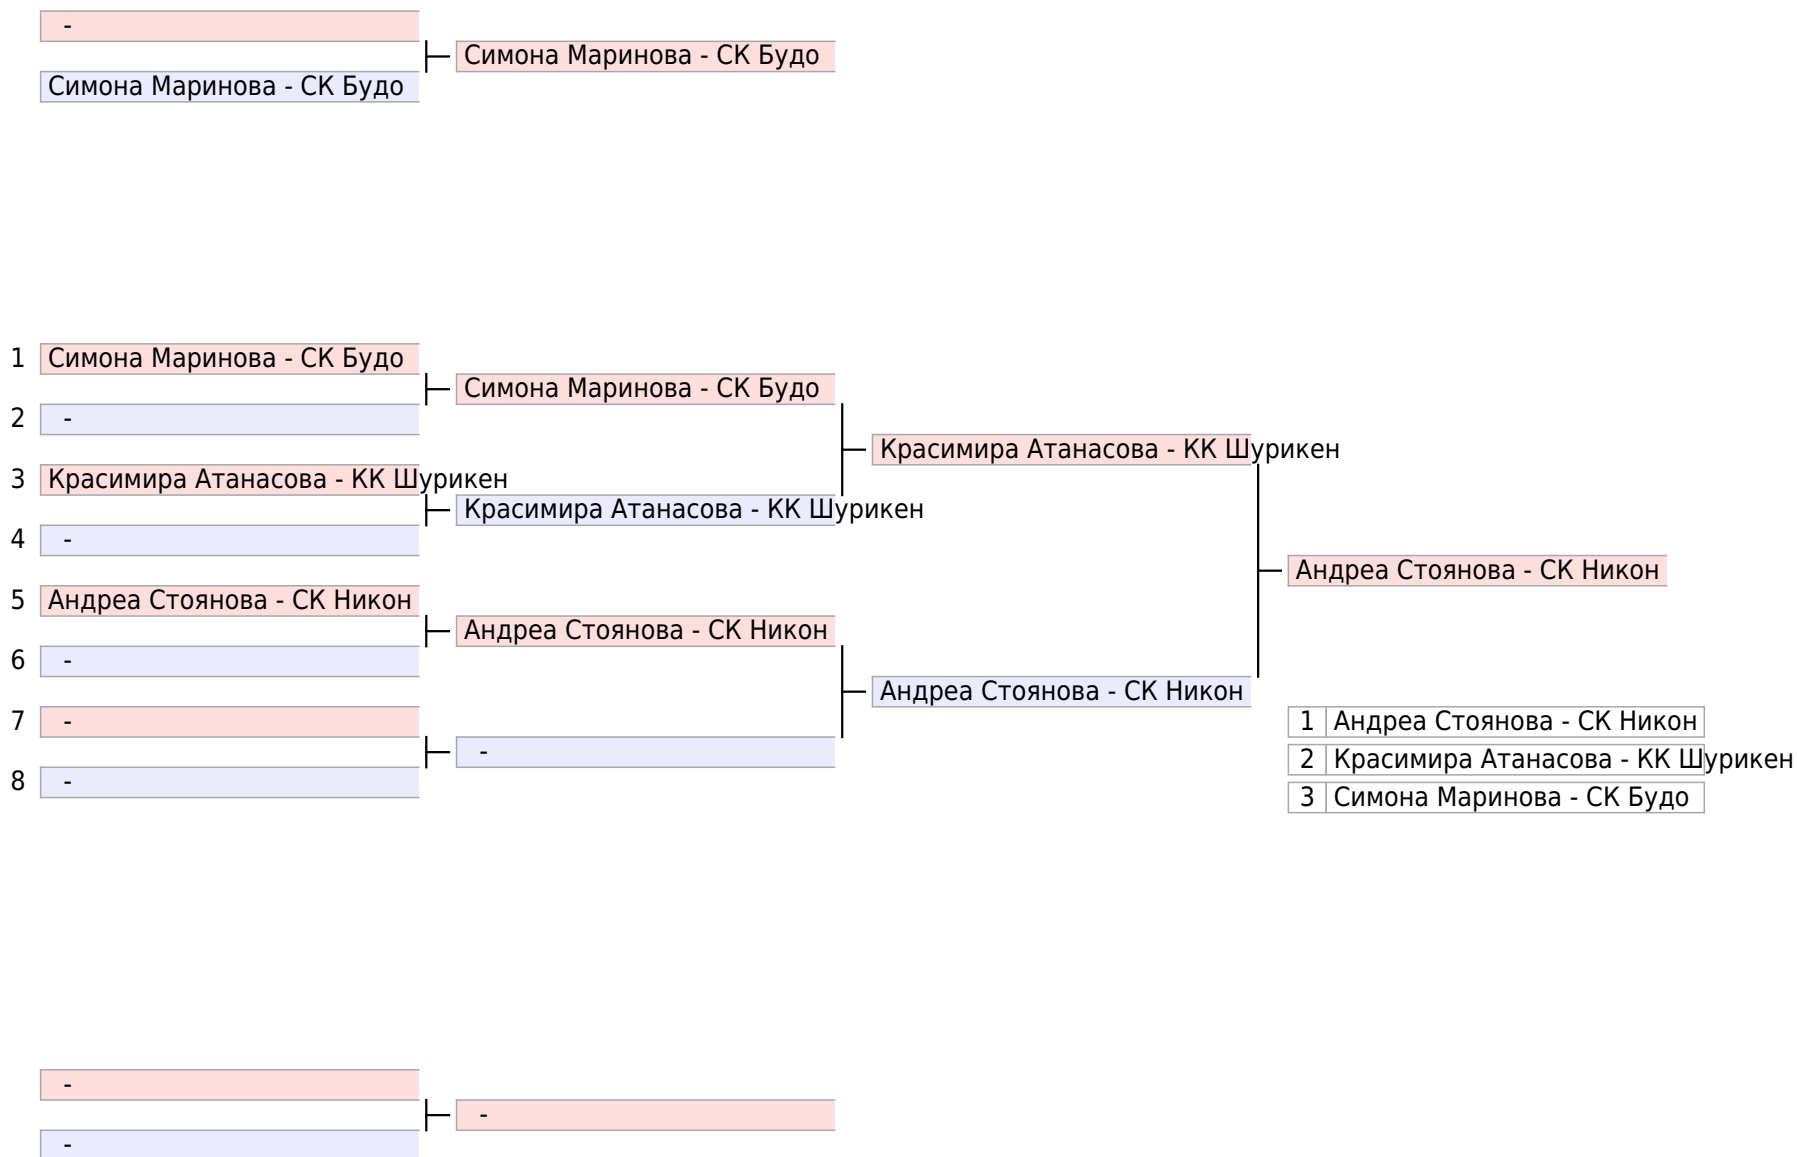 -
Симона Маринова - СК Будо
Симона Маринова - СК Будо
1 Симона Маринова - СК Будо
Симона Маринова - СК Будо
2 -
Красимира Атанасова - КК Шурикен
3 Красимира Атанасова - КК Шурикен
Красимира Атанасова - КК Шурикен
4 -
Андреа Стоянова - СК Никон
5 Андреа Стоянова - СК Никон
Андреа Стоянова - СК Никон
6 -
Андреа Стоянова - СК Никон
7 -
1 Андреа Стоянова - СК Никон
-
2 Красимира Атанасова - КК Шурикен
8 -
3 Симона Маринова - СК Будо
-
-
-